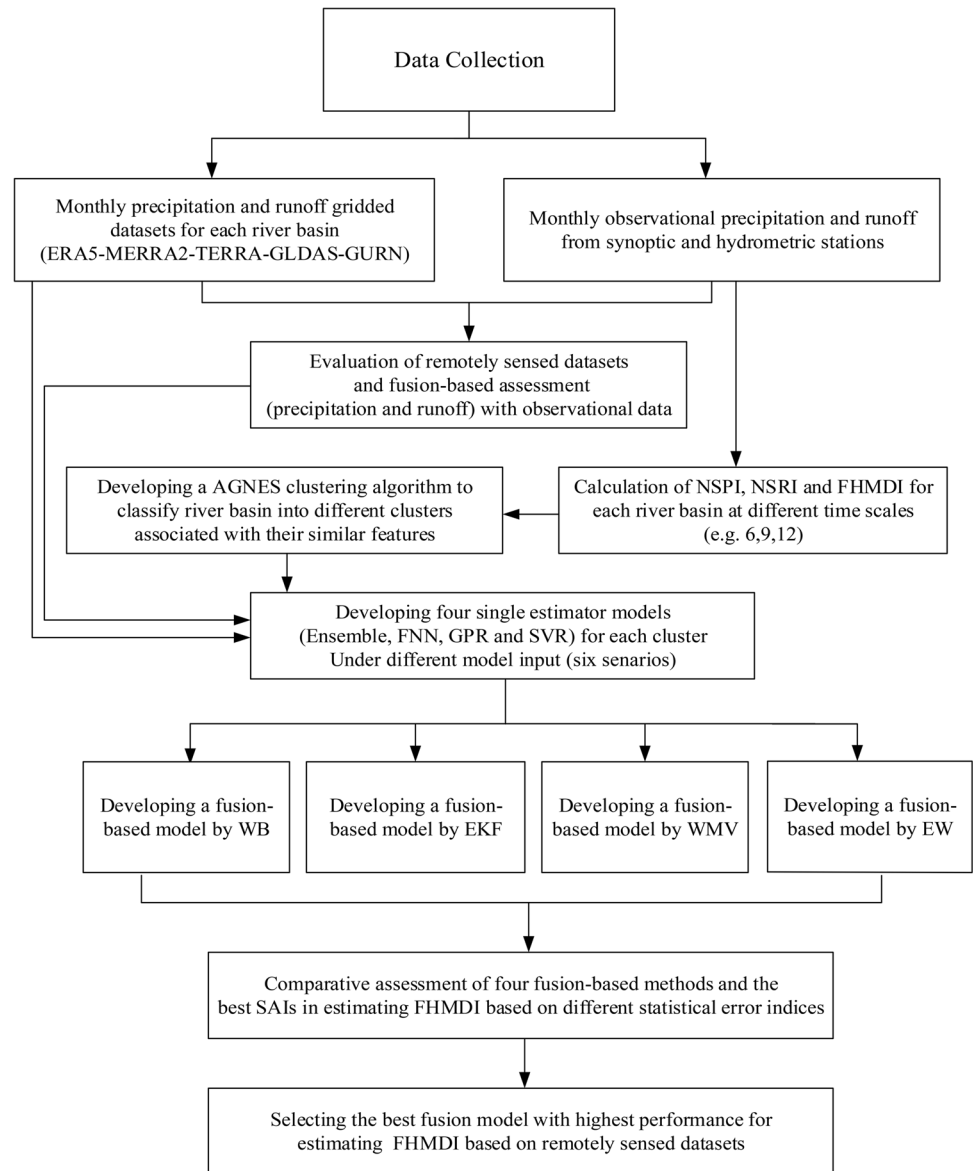 Data Collection
Monthly precipitation and runoff gridded
datasets for each river basin
(ERA5-MERRA2-TERRA-GLDAS-GURN)
Monthly observational precipitation and runoff
from synoptic and hydrometric stations
Evaluation of remotely sensed datasets
and fusion-based assessment
(precipitation and runoff) with observational data
Developing a AGNES clustering algorithm to
classify river basin into different clusters
associated with their similar features
Calculation of NSPI, NSRI and FHMDI for
each river basin at different time scales
(e.g. 6,9,12)
Developing four single estimator models
(Ensemble, FNN, GPR and SVR) for each cluster
Under different model input (six senarios)
Developing a fusion-
based model by WB
Developing a fusion-
based model by EKF
Developing a fusion-
based model by WMV
Developing a fusion-
based model by EW
Comparative assessment of four fusion-based methods and the
best SAIs in estimating FHMDI based on different statistical error indices
Selecting the best fusion model with highest performance for
estimating FHMDI based on remotely sensed datasets